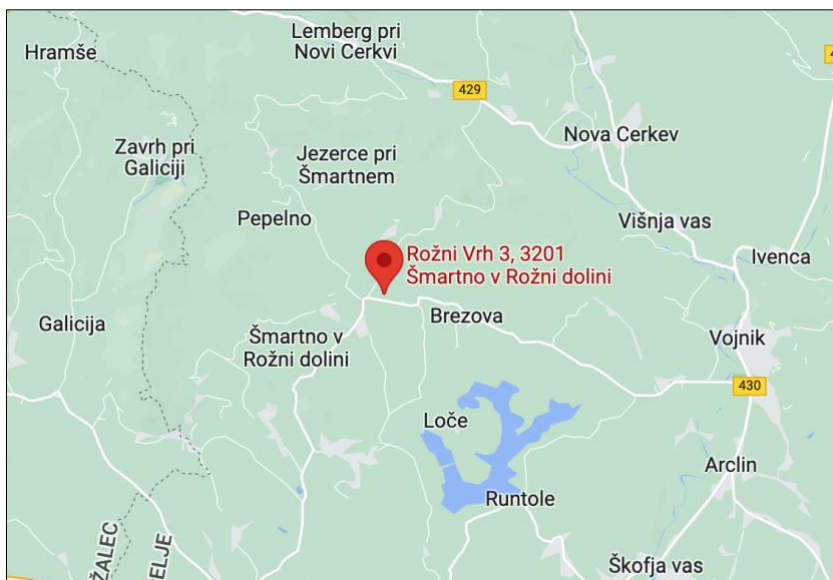 Lemberg pri
Novi Cerkvi
Hramše
429
Nova Cerkev
Zavrh pri
Galiciji
Jezerce pri
Šmartnem
Pepelno
Višnja vas
Rožni Vrh 3, 3201
Šmartno v Rožni dolini
Ivenca
Galicija
Brezova
Šmartno v
Rožni dolini
Vojnik
430
Loče
Arclin
Runtole
Škofja vas